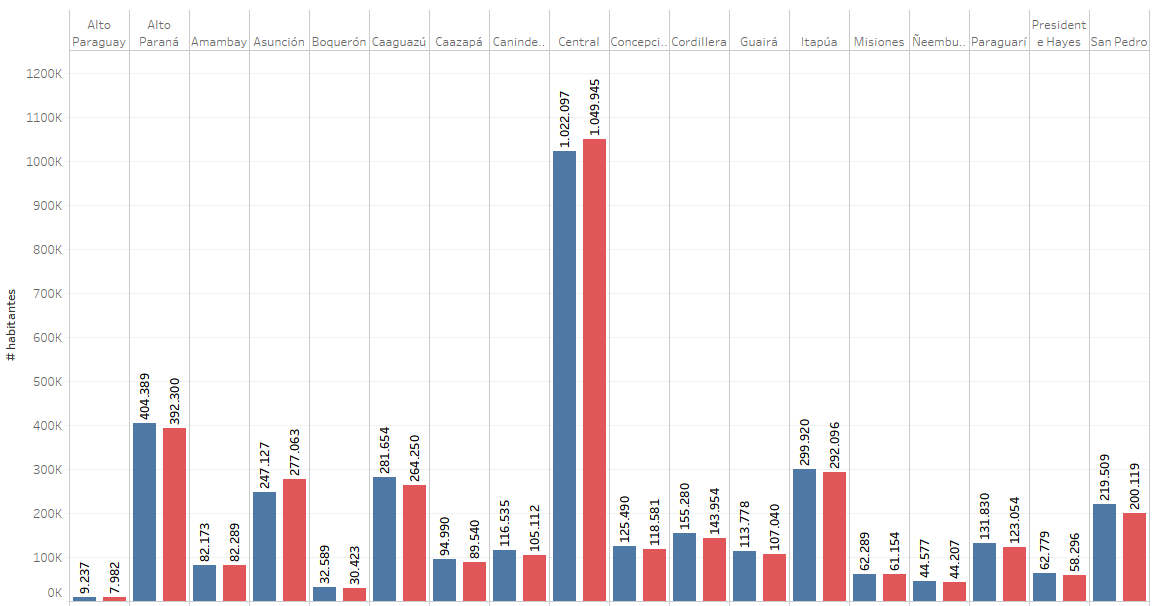 Alto
Paraguay
Alto
Paraná
Amambay
Asunción
Boquerón
Caaguazú
Caazapá
Caninde..
Central
Concepci..
Cordillera
Guairá
Itapúa
Misiones
Ñeembu..
Paraguarí
President
e Hayes
San Pedro
1200K
1100K
1000K
900K
800K
700K
600K
500K
400K
300K
200K
100K
0K
# habitantes
9.237
7.982
404.389
392.300
82.173
82.289
247.127
277.063
32.589
30.423
281.654
264.250
94.990
89.540
116.535
105.112
1.022.097
1.049.945
125.490
118.581
155.280
143.954
113.778
107.040
299.920
292.096
62.289
61.154
44.577
44.207
131.830
123.054
62.779
58.296
219.509
200.119